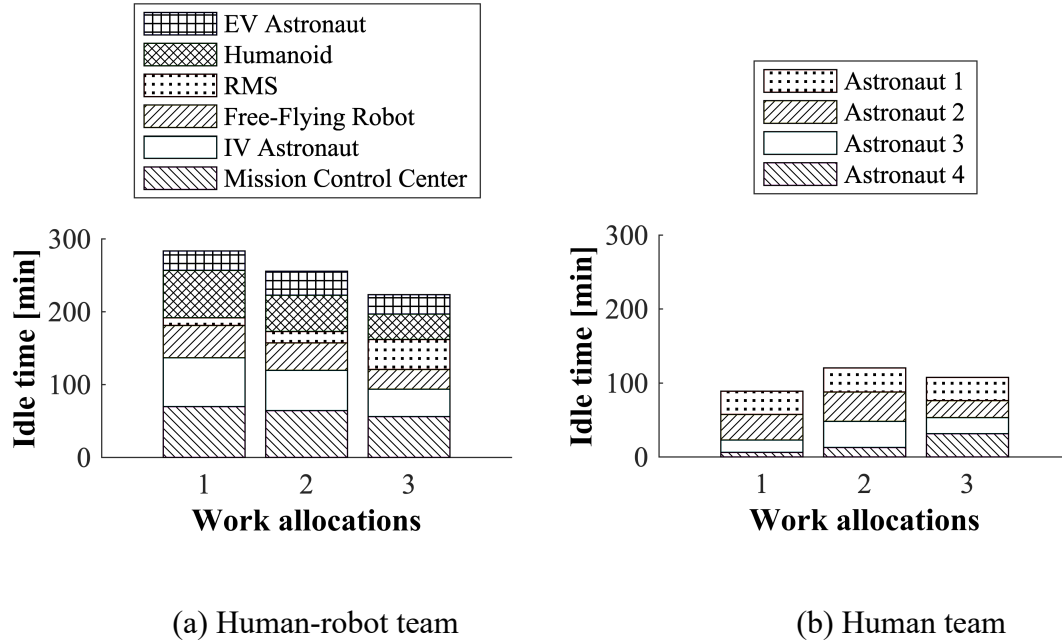 EV Astronaut
Humanoid
RMS
Free-Flying Robot
IV Astronaut
Mission Control Center
300
200
100
0
Idle time [min]
1 2 3
Work allocations
(a) Human-robot team
Astronaut 1
Astronaut 2
Astronaut 3
Astronaut 4
300
200
100
0
Idle time [min]
1 2 3
Work allocations
(b) Human team